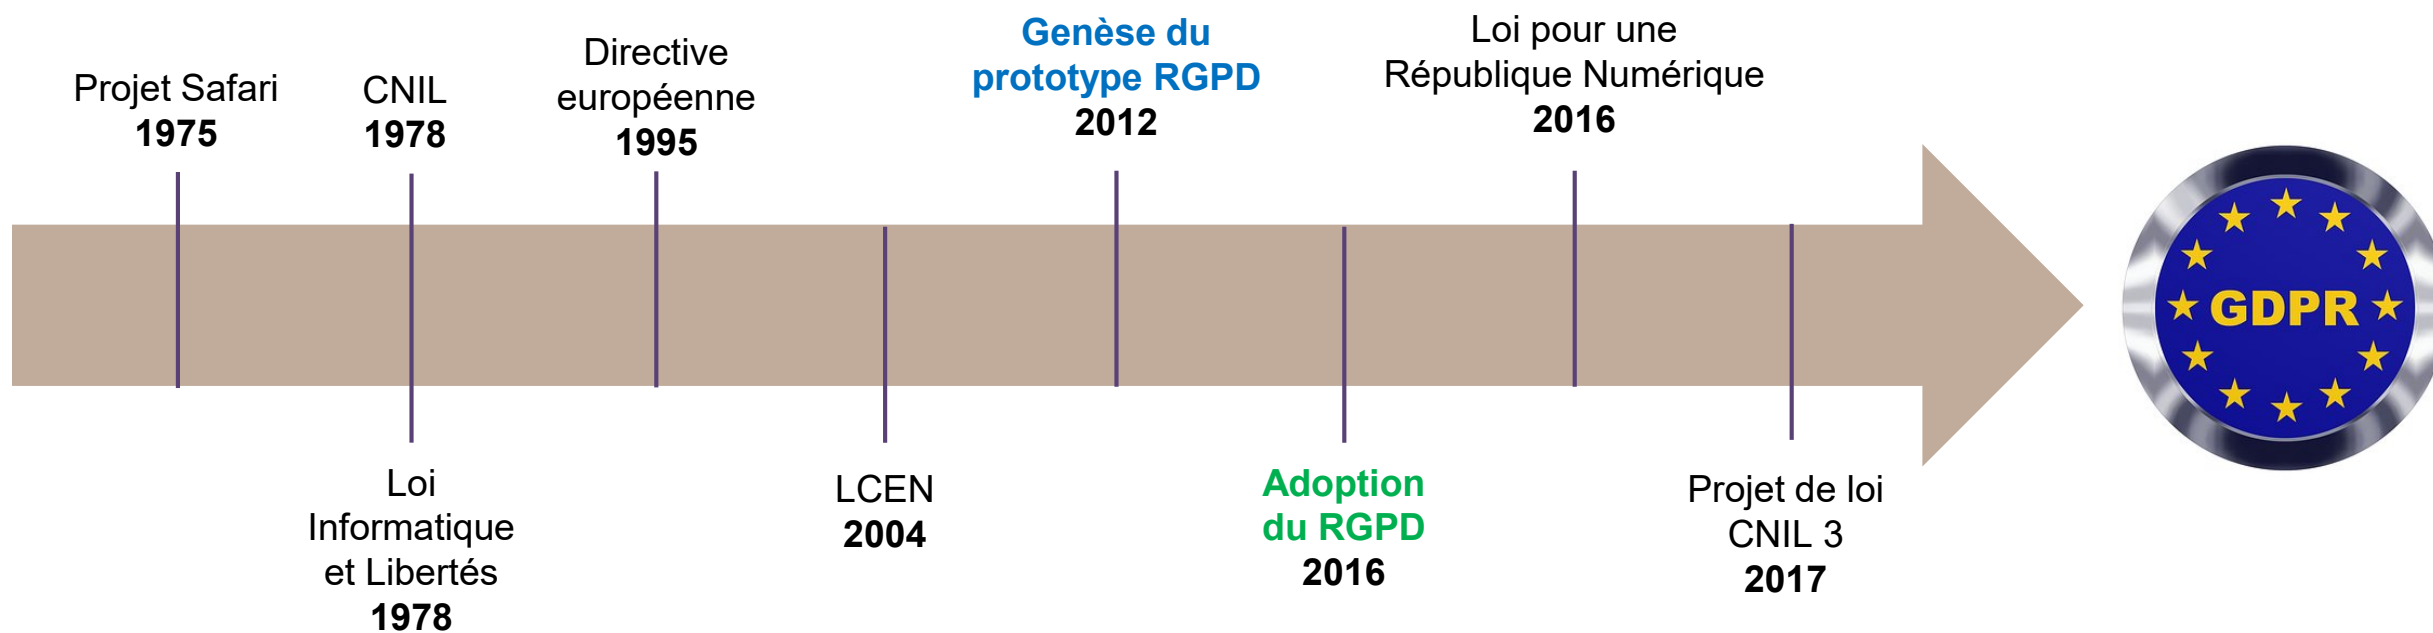 Projet Safari
1975
CNIL
1978
Directive
européenne
1995
Genèse du
prototype RGPD
2012
Loi pour une
République Numérique
2016
GDPR
Loi
Informatique
et Libertés
1978
LCEN
2004
Adoption
du RGPD
2016
Projet de loi
CNIL 3
2017